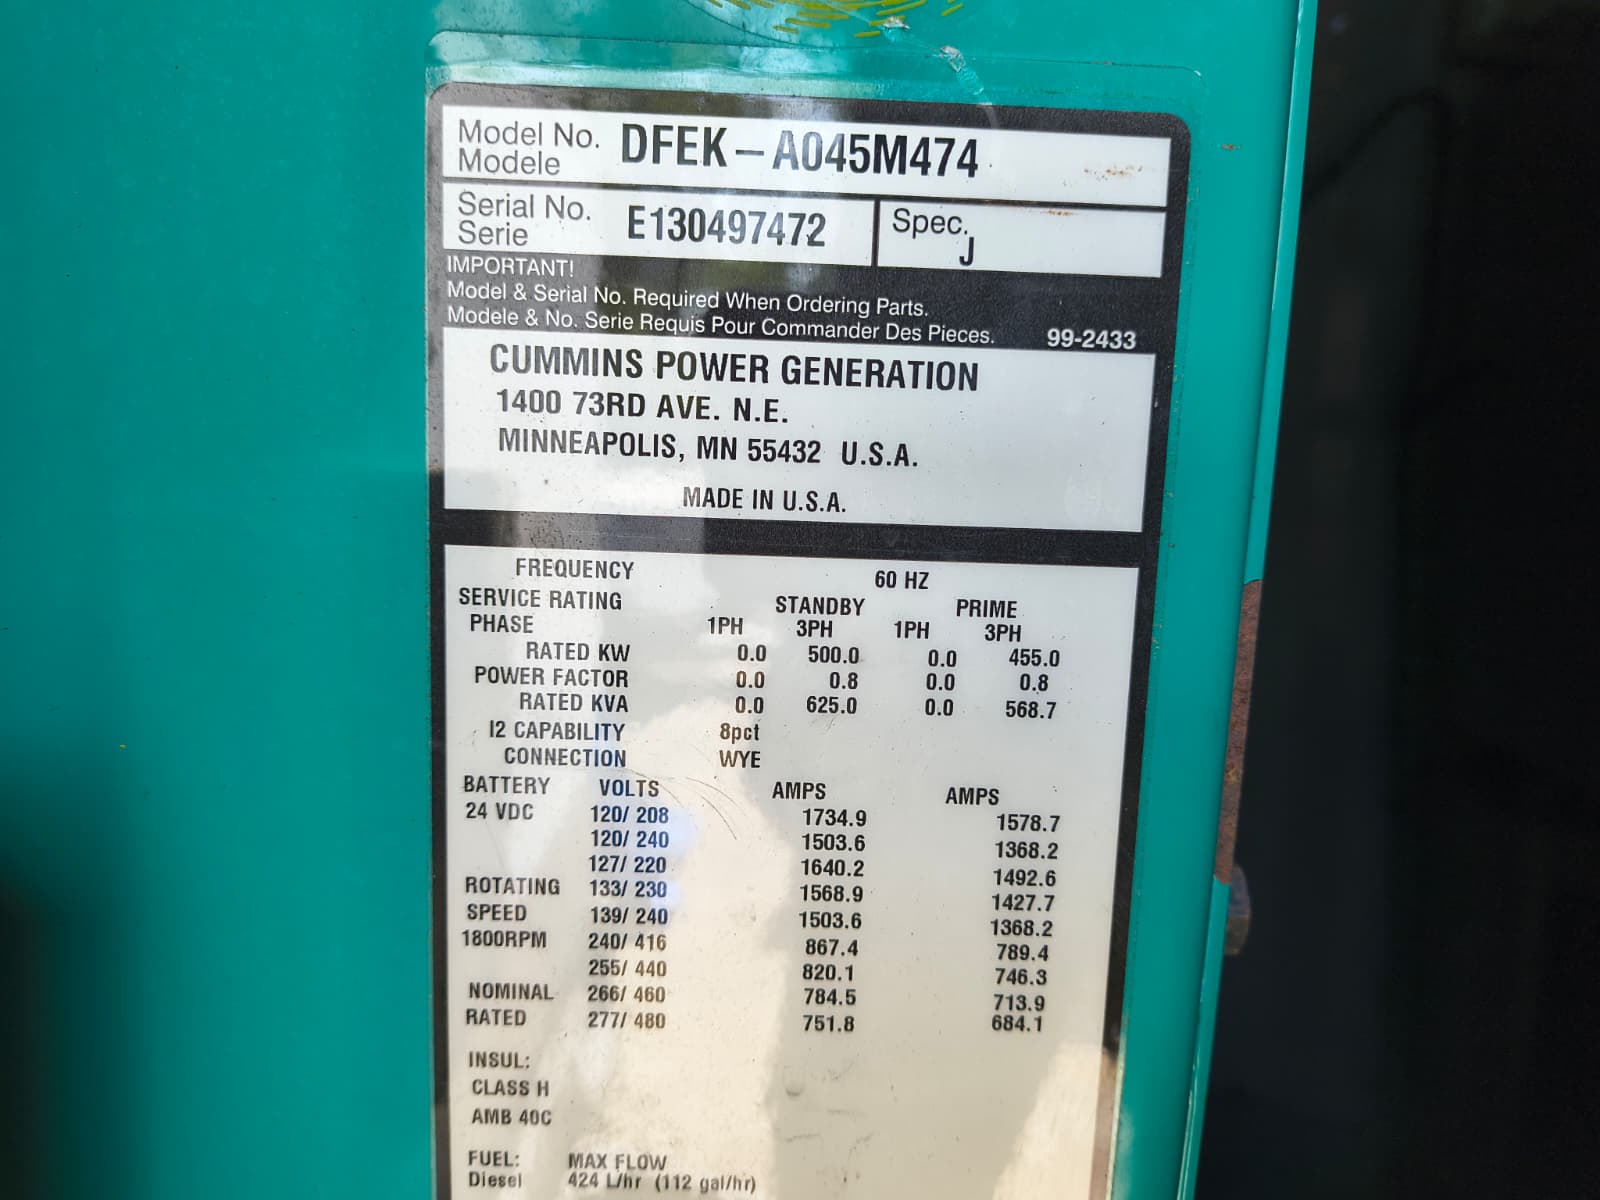 Model No. DFEK – A045M474
Modele
Serial No. E130497472 Spec. J
Serie
IMPORTANT!
Model & Serial No. Required When Ordering Parts.
Modele & No. Serie Requis Pour Commander Des Pieces. 99-2433
CUMMINS POWER GENERATION
1400 73RD AVE. N.E.
MINNEAPOLIS, MN 55432 U.S.A.
MADE IN U.S.A.
FREQUENCY 60 HZ
SERVICE RATING STANDBY PRIME
PHASE 1PH 3PH 1PH 3PH
RATED KW 0.0 500.0 0.0 455.0
POWER FACTOR 0.0 0.8 0.0 0.8
RATED KVA 0.0 625.0 0.0 568.7
I2 CAPABILITY 8pct
CONNECTION WYE
BATTERY VOLTS AMPS AMPS
24 VDC 120/ 208 1734.9 1578.7
120/ 240 1503.6 1368.2
127/ 220 1640.2 1492.6
ROTATING 133/ 230 1568.9 1427.7
SPEED 139/ 240 1503.6 1368.2
1800RPM 240/ 416 867.4 789.4
255/ 440 820.1 746.3
NOMINAL 266/ 460 784.5 713.9
RATED 277/ 480 751.8 684.1
INSUL:
CLASS H
AMB 40C
FUEL: MAX FLOW
Diesel 424 L/hr (112 gal/hr)